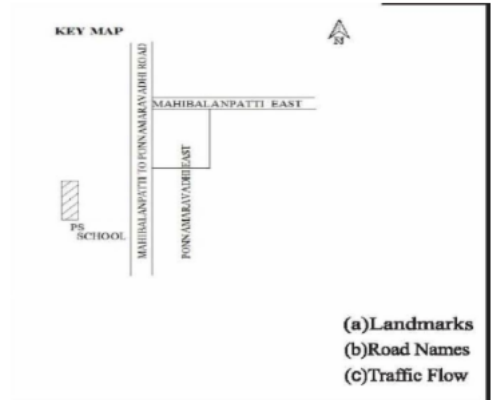 KEY MAP
N
MAHIBALANPATTI TO PONNAMARAVADHI ROAD
MAHIBALANPATTI EAST
PONNAMARAVADHI EAST
PS
SCHOOL
(a)Landmarks
(b)Road Names
(c)Traffic Flow